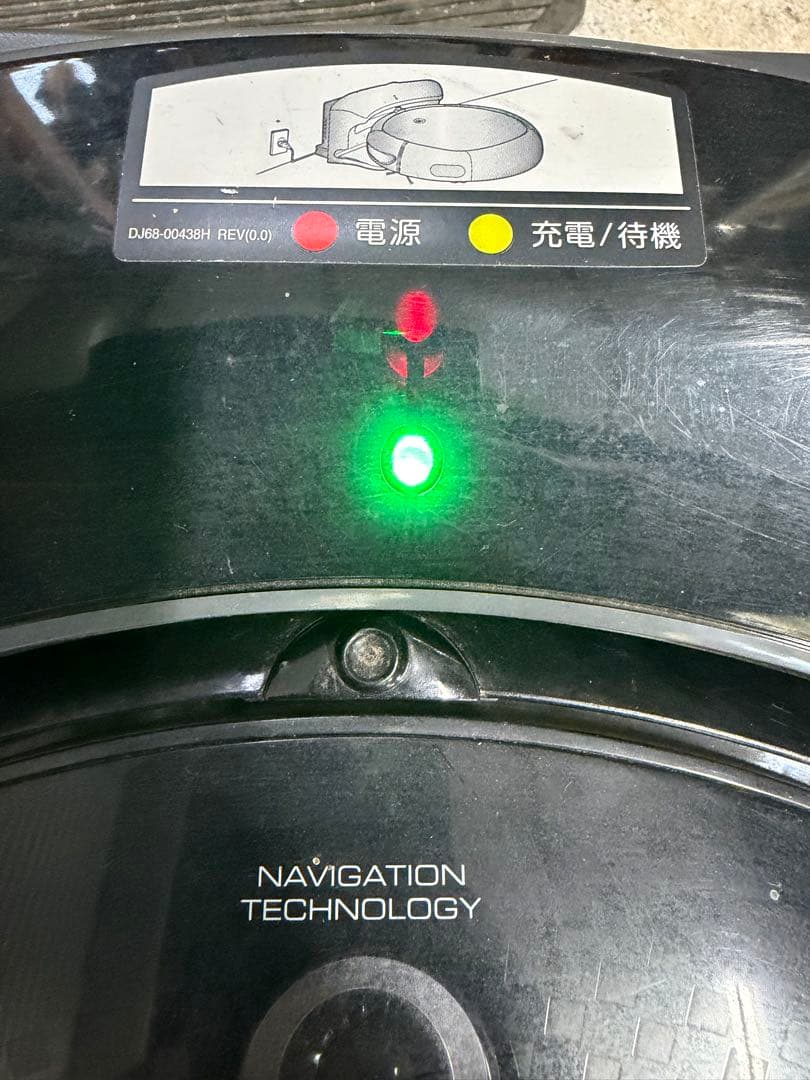 DJ68-00438H REV(0.0) 電源 充電/待機
NAVIGATION
TECHNOLOGY